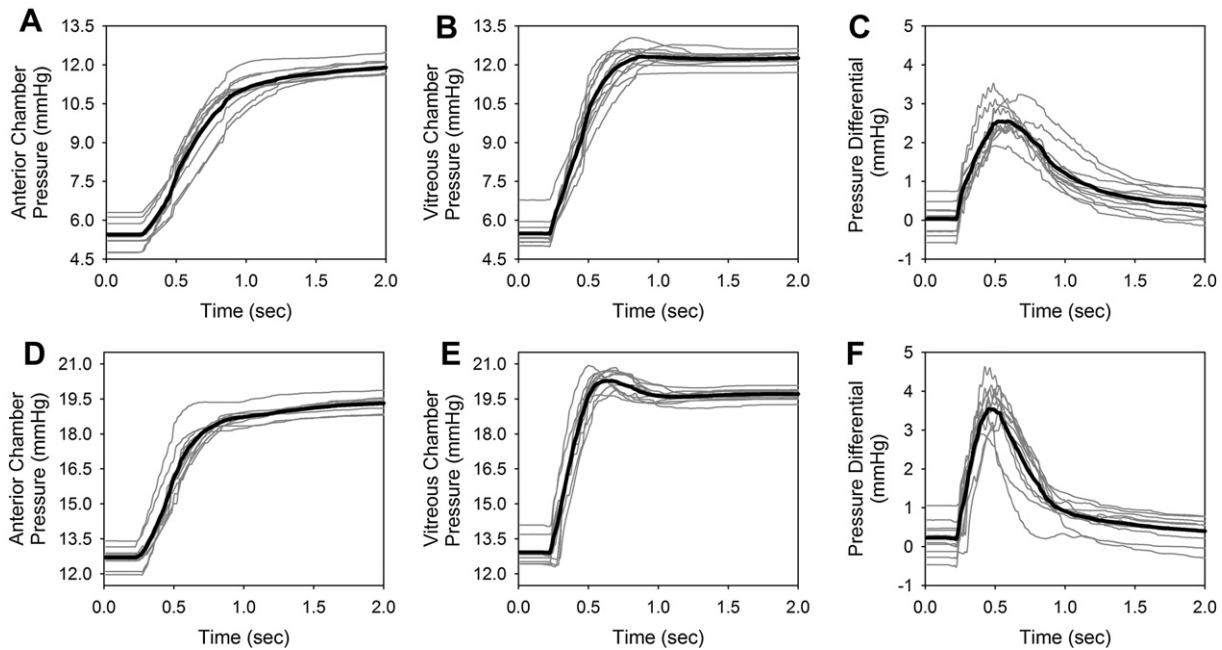 A
13.5
12.0
10.5
9.0
7.5
6.0
4.5
Anterior Chamber
Pressure (mmHg)
0.0 0.5 1.0 1.5 2.0
Time (sec)
B
13.5
12.0
10.5
9.0
7.5
6.0
4.5
Vitreous Chamber
Pressure (mmHg)
0.0 0.5 1.0 1.5 2.0
Time (sec)
C
5
4
3
2
1
0
-1
Pressure Differential
(mmHg)
0.0 0.5 1.0 1.5 2.0
Time (sec)
D
21.0
19.5
18.0
16.5
15.0
13.5
12.0
Anterior Chamber
Pressure (mmHg)
0.0 0.5 1.0 1.5 2.0
Time (sec)
E
21.0
19.5
18.0
16.5
15.0
13.5
12.0
Vitreous Chamber
Pressure (mmHg)
0.0 0.5 1.0 1.5 2.0
Time (sec)
F
5
4
3
2
1
0
-1
Pressure Differential
(mmHg)
0.0 0.5 1.0 1.5 2.0
Time (sec)